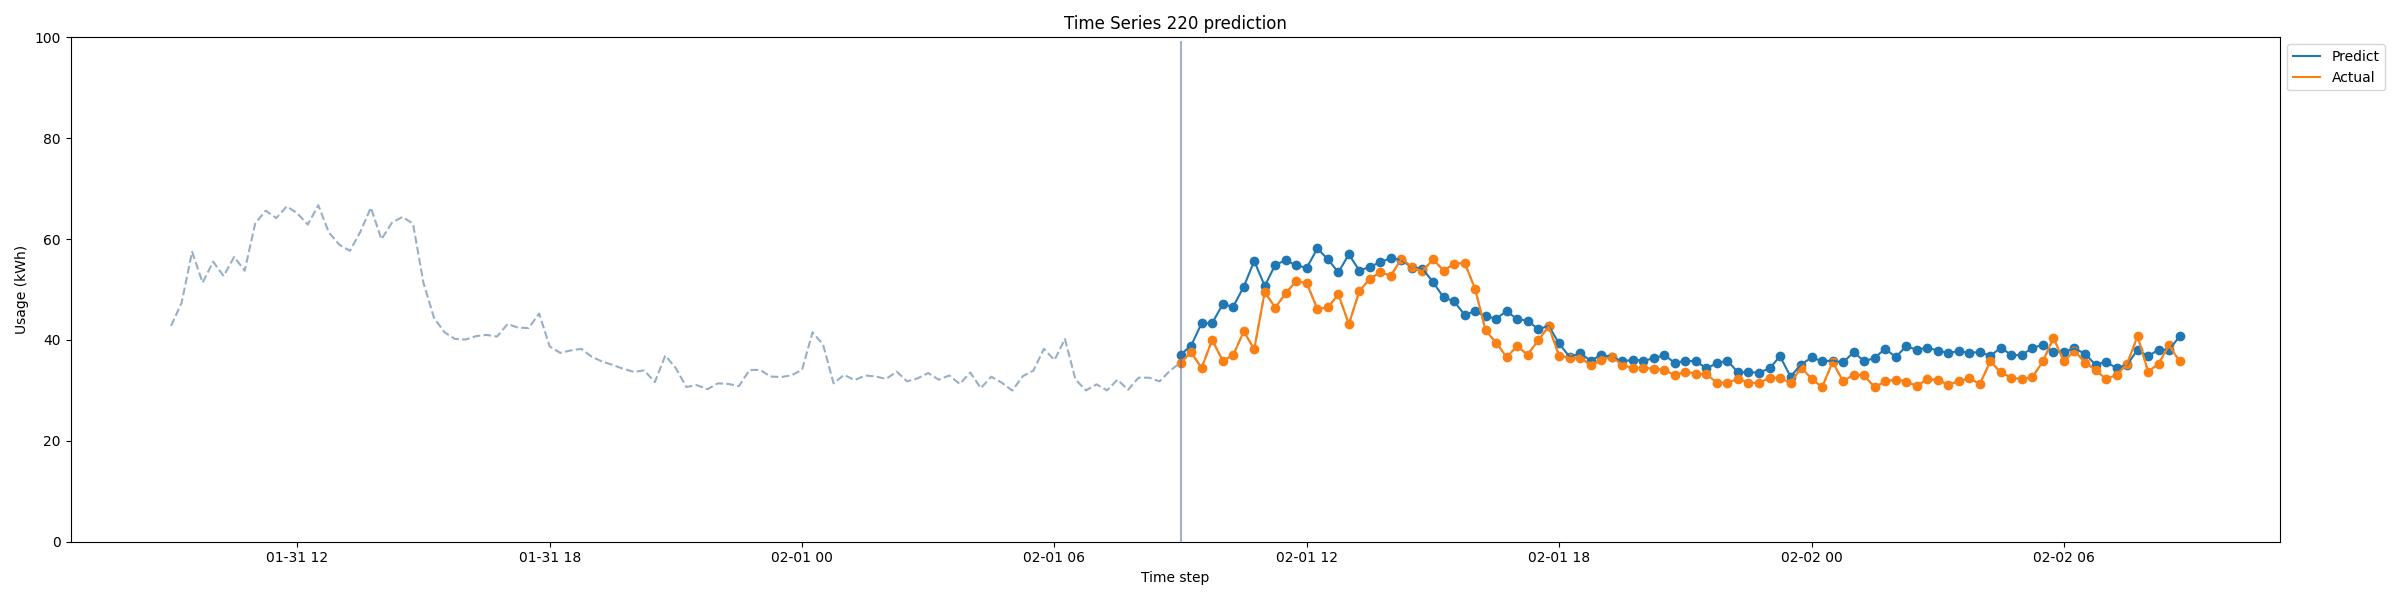 Time Series 220 prediction
100
80
60
40
20
0
Usage (kWh)
01-31 12
01-31 18
02-01 00
02-01 06
02-01 12
02-01 18
02-02 00
02-02 06
Time step
Predict
Actual